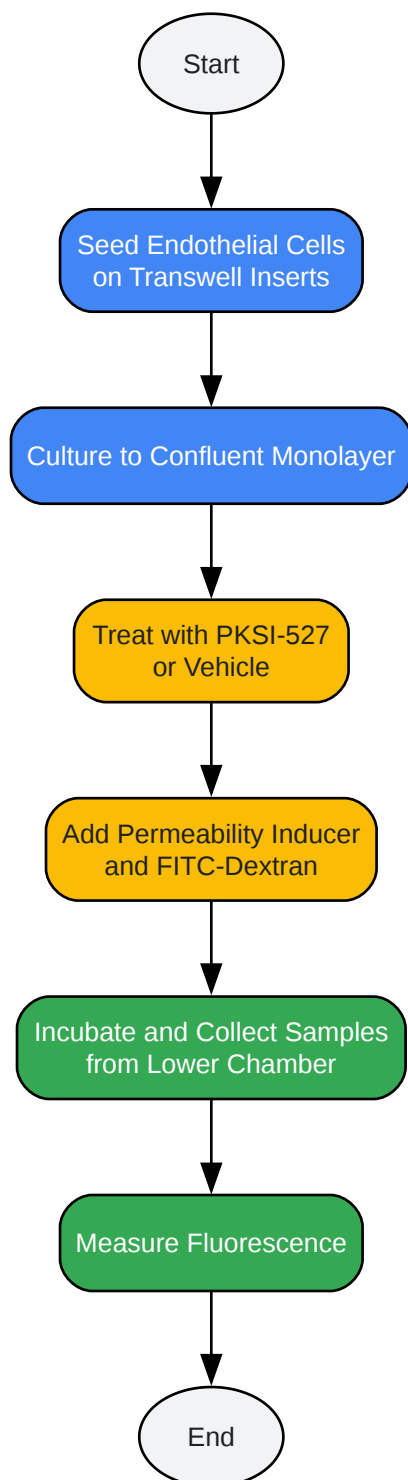 Start
Seed Endothelial Cells
on Transwell Inserts
Culture to Confluent Monolayer
Treat with PKSI-527
or Vehicle
Add Permeability Inducer
and FITC-Dextran
Incubate and Collect Samples
from Lower Chamber
Measure Fluorescence
End